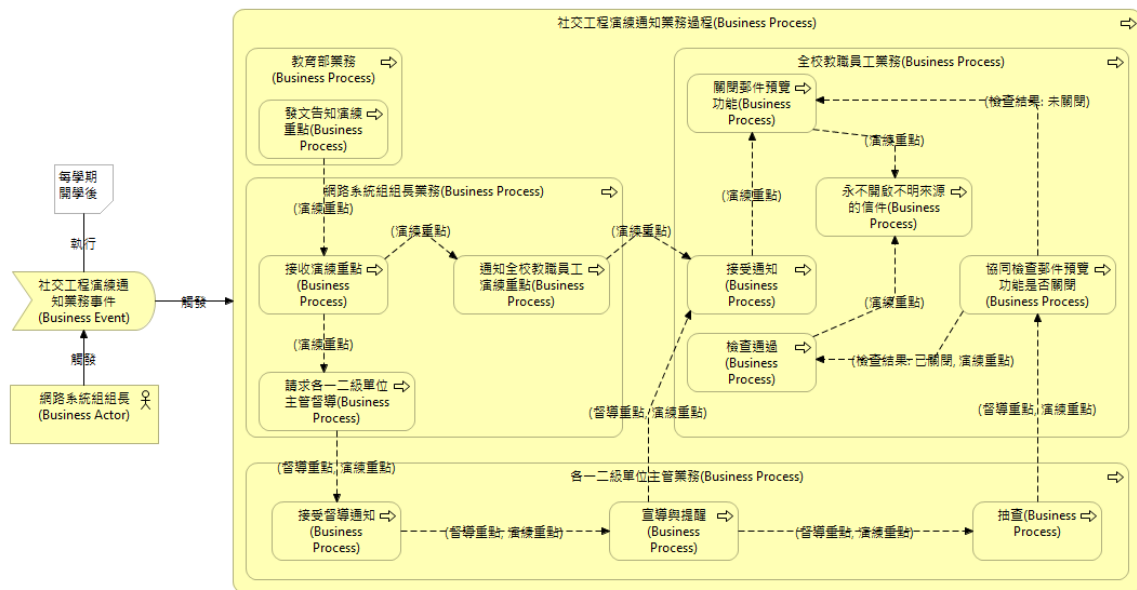 社交工程演練通知業務過程(Business Process)
教育部業務
(Business Process)
發文告知演練
重點(Business
Process)
全校教職員工業務(Business Process)
關閉郵件預覽
功能(Business
Process)
(檢查結果: 未關閉)
(演練重點)
永不開啟不明來源
的信件(Business
Process)
每學期
開學後
執行
社交工程演練通
知業務事件
(Business Event)
觸發
觸發
網路系統組組長
(Business Actor)
網路系統組組長業務(Business Process)
(演練重點)
(演練重點)
(演練重點)
(演練重點)
接收演練重點
(Business
Process)
通知全校教職員工
演練重點(Business
Process)
接受通知
(Business
Process)
協同檢查郵件預覽
功能是否關閉
(Business Process)
(演練重點)
(演練重點)
檢查通過
(Business
Process)
(檢查結果: 已關閉, 演練重點)
請求各一二級單位
主管督導(Business
Process)
(督導重點, 演練重點)
(督導重點, 演練重點)
(督導重點, 演練重點)
各一二級單位主管業務(Business Process)
接受督導通知
(Business
Process)
(督導重點, 演練重點)
宣導與提醒
(Business
Process)
(督導重點, 演練重點)
抽查(Business
Process)